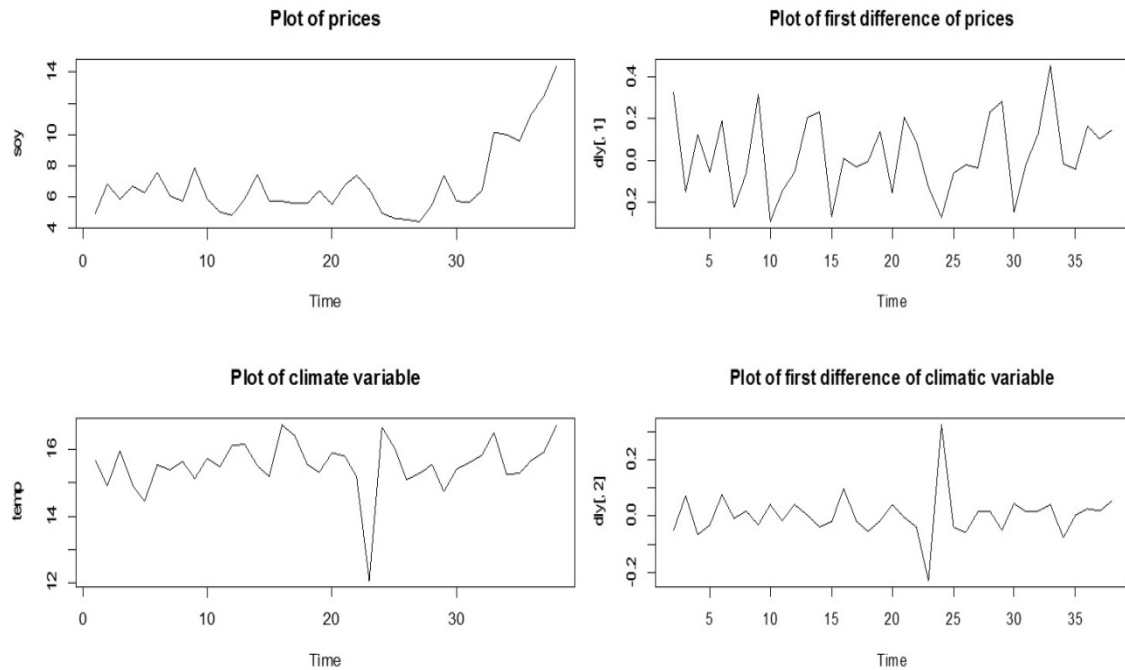 Plot of prices
soy
4 6 8 10 14
0 10 20 30
Time
Plot of first difference of prices
dly[, 1]
-0.2 0.0 0.2 0.4
5 10 15 20 25 30 35
Time
Plot of climate variable
temp
12 14 16
0 10 20 30
Time
Plot of first difference of climatic variable
dly[, 2]
-0.2 0.0 0.2
5 10 15 20 25 30 35
Time